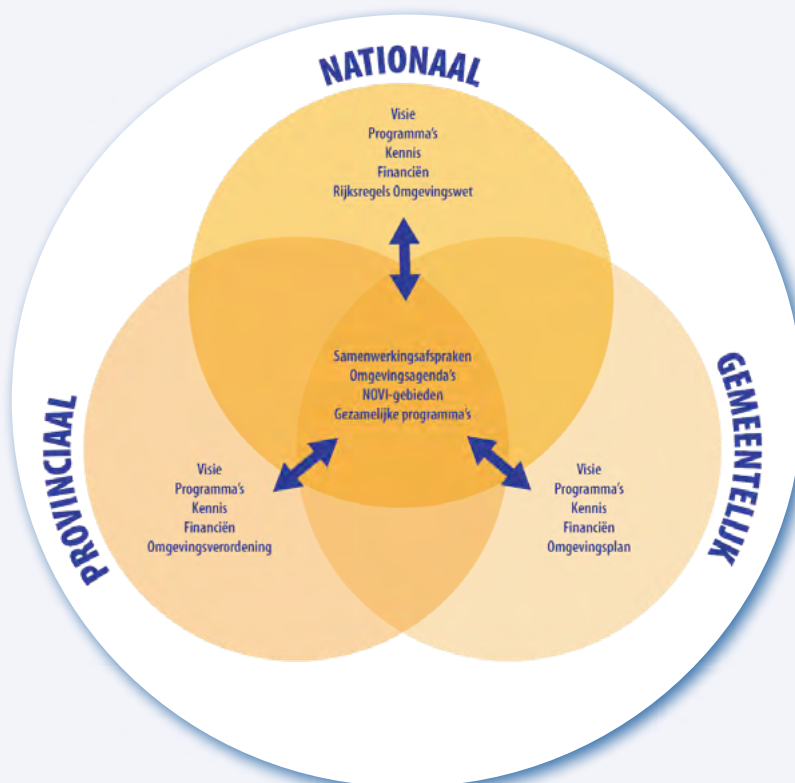 NATIONAAL
Visie
Programma's
Kennis
Financiën
Rijksregels Omgevingswet
Samenwerkingsafspraken
Omgevingsagenda's
NOVI-gebieden
Gezamelijke programma's
PROVINCIAAL
Visie
Programma's
Kennis
Financiën
Omgevingsverordening
GEMEENTELIJK
Visie
Programma's
Kennis
Financiën
Omgevingsplan